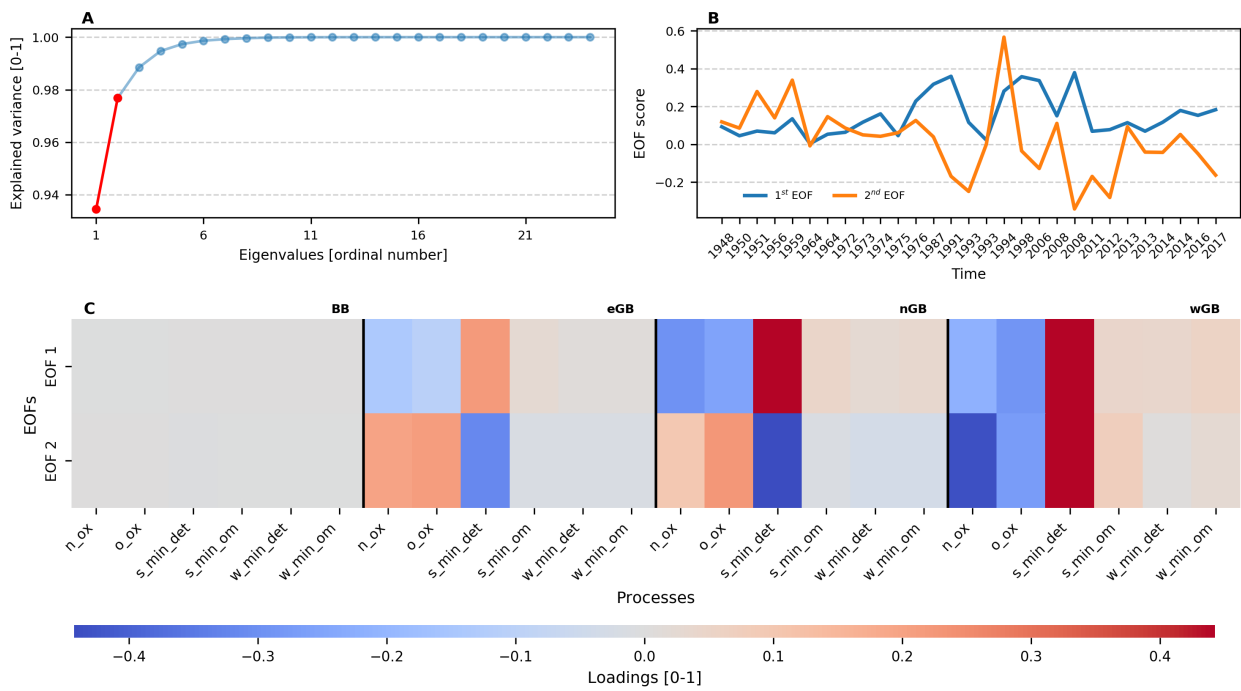 A
Explained variance [0-1]
1.00
0.98
0.96
0.94
1 6 11 16 21
Eigenvalues [ordinal number]
B
EOF score
0.6
0.4
0.2
0.0
−0.2
1st EOF 2nd EOF
1948 1950 1951 1956 1959 1964 1964 1972 1973 1974 1975 1976 1987 1991 1993 1993 1994 1998 2006 2008 2008 2011 2012 2013 2013 2014 2014 2016 2017
Time
C BB eGB nGB wGB
EOFs
EOF 1
EOF 2
n_ox o_ox s_min_det s_min_om w_min_det w_min_om n_ox o_ox s_min_det s_min_om w_min_det w_min_om n_ox o_ox s_min_det s_min_om w_min_det w_min_om n_ox o_ox s_min_det s_min_om w_min_det w_min_om
Processes
−0.4 −0.3 −0.2 −0.1 0.0 0.1 0.2 0.3 0.4
Loadings [0-1]